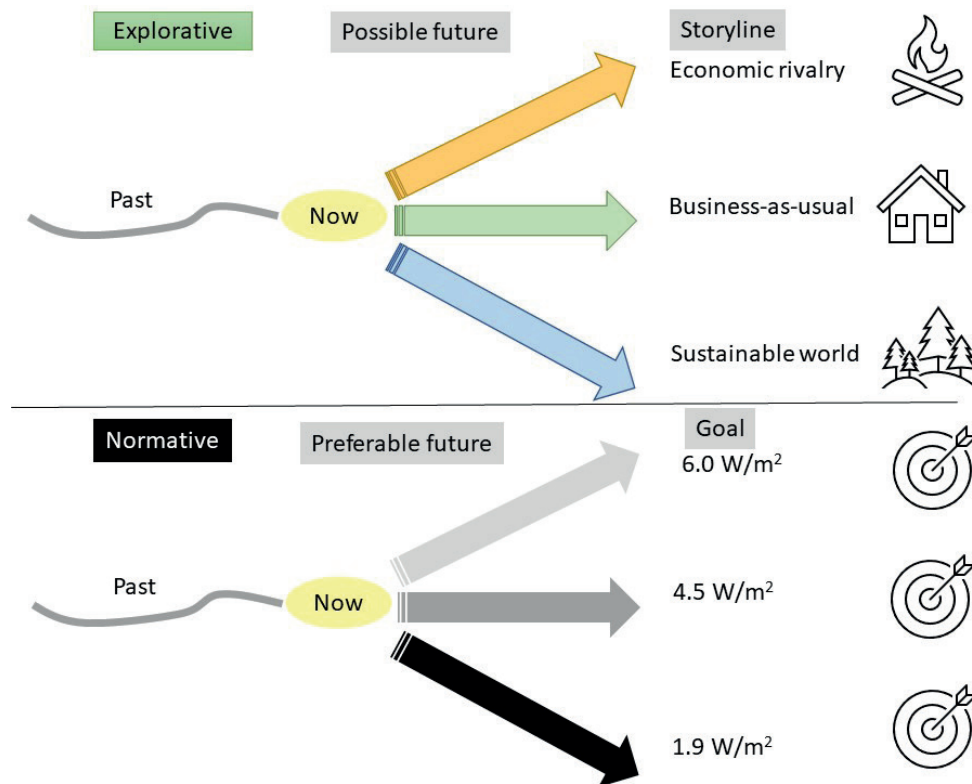 Explorative
Possible future
Storyline
Economic rivalry
Past
Now
Business-as-usual
Sustainable world
Normative
Preferable future
Goal
6.0 W/m²
Past
Now
4.5 W/m²
1.9 W/m²